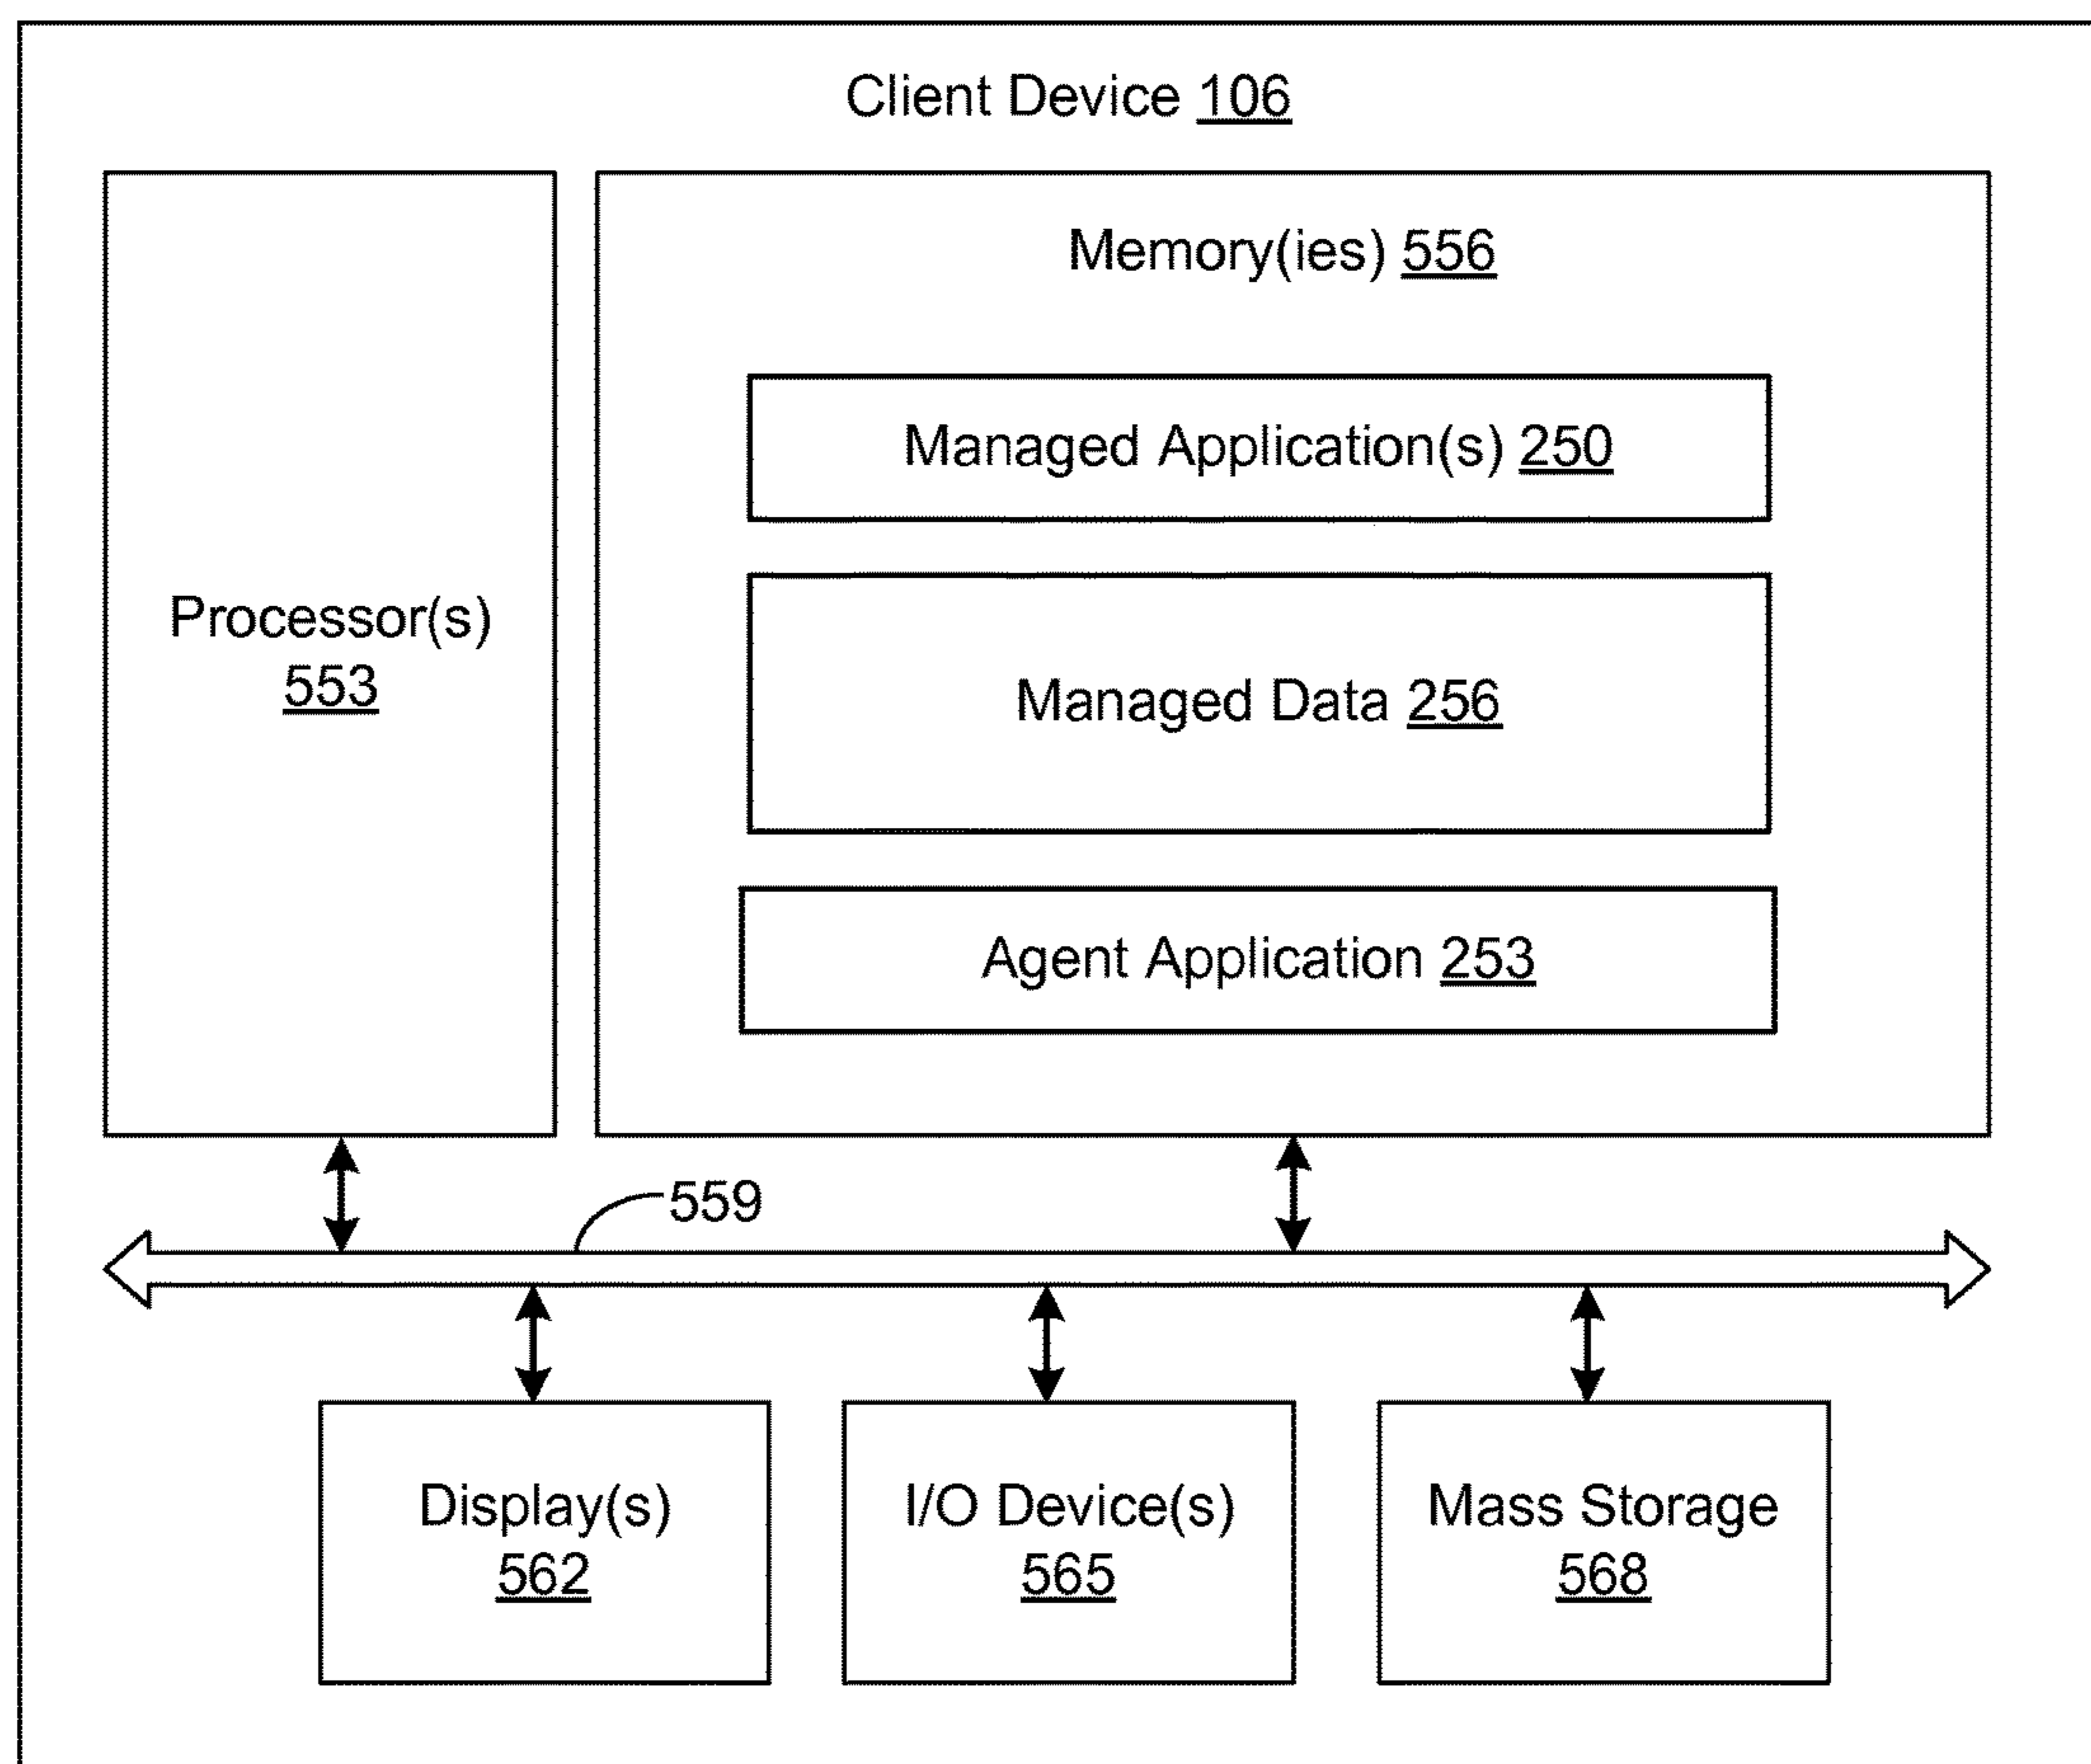 Client Device 106
Memory(ies) 556
Managed Application(s) 250
Processor(s)
553
Managed Data 256
Agent Application 253
559
Display(s)
562
I/O Device(s)
565
Mass Storage
568